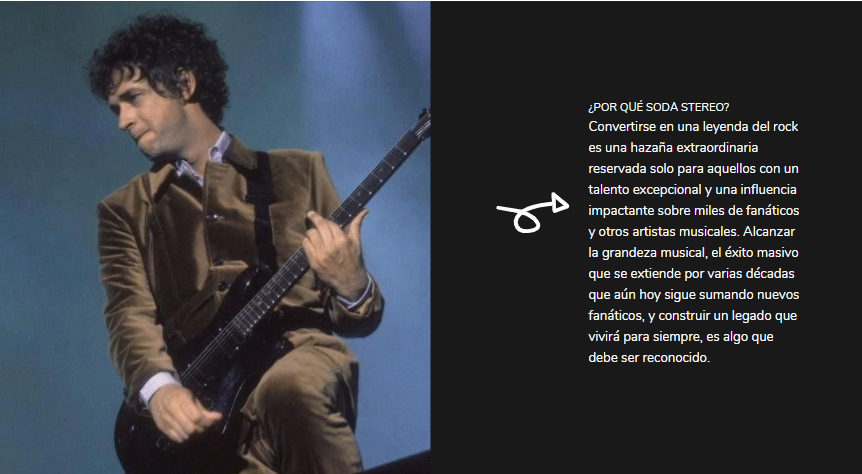 ¿POR QUÉ SODA STEREO?
Convertirse en una leyenda del rock
es una hazaña extraordinaria
reservada solo para aquellos con un
talento excepcional y una influencia
impactante sobre miles de fanáticos
y otros artistas musicales. Alcanzar
la grandeza musical, el éxito masivo
que se extiende por varias décadas
que aún hoy sigue sumando nuevos
fanáticos, y construir un legado que
vivirá para siempre, es algo que
debe ser reconocido.